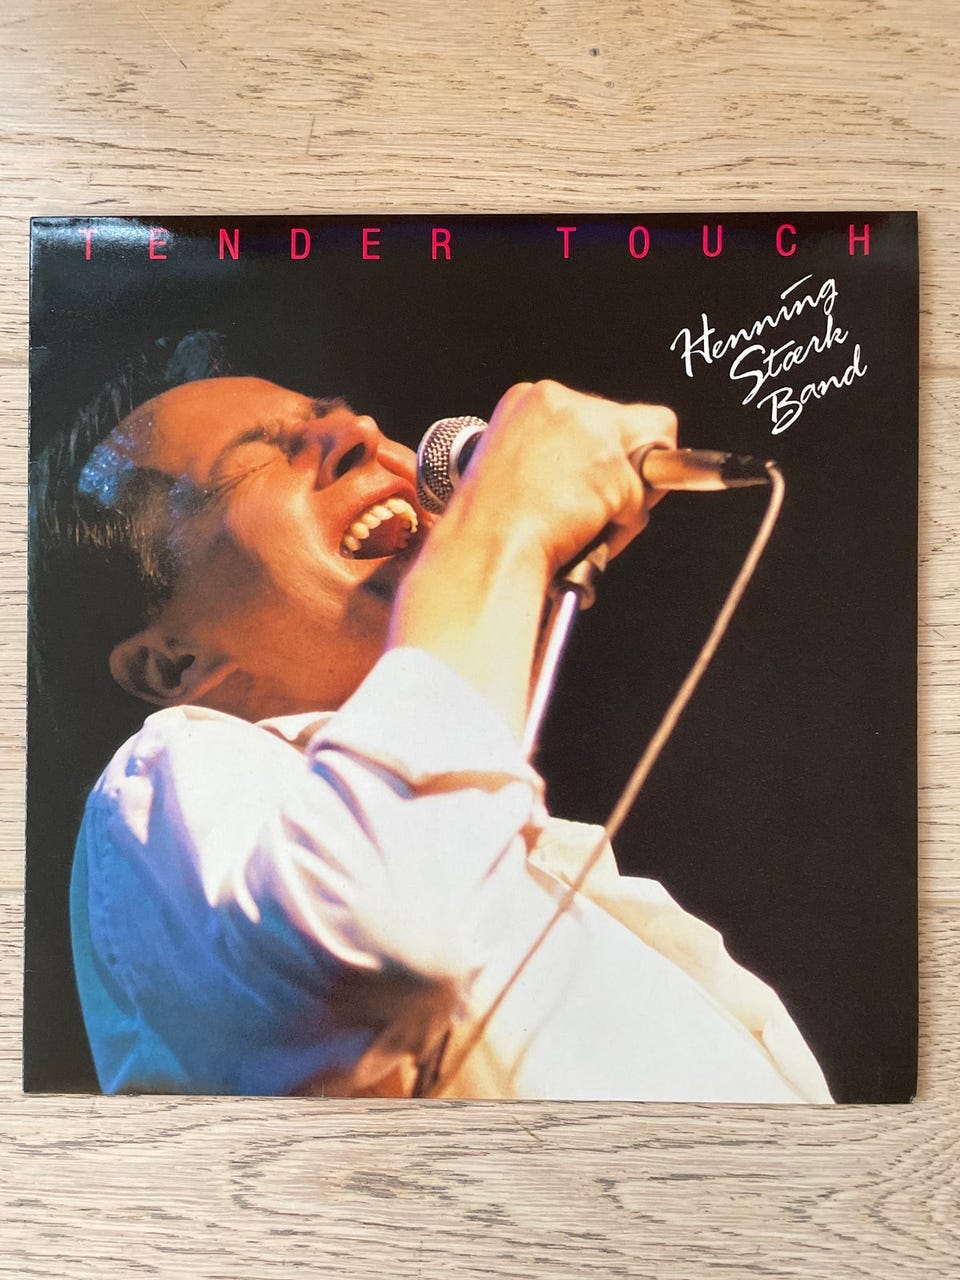 TENDER TOUCH
Henning
Stærk
Band